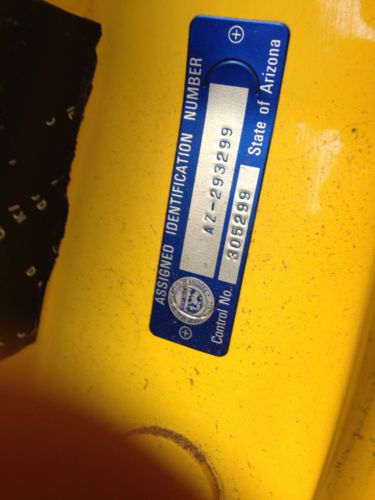 ASSIGNED IDENTIFICATION NUMBER
AZ-293299
305299
Control No. State of Arizona